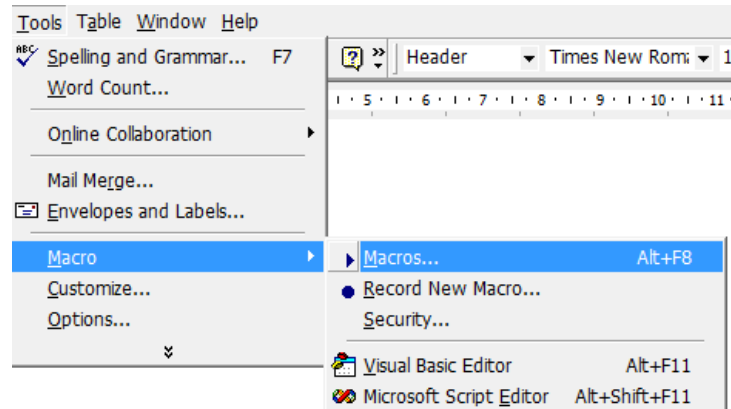 Tools Table Window Help
Spelling and Grammar... F7
Header Times New Rom
Word Count...
5 6 7 8 9 10 11
Online Collaboration
Mail Merge...
Envelopes and Labels...
Macro
Macros... Alt+F8
Customize...
Record New Macro...
Options...
Security...
Visual Basic Editor Alt+F11
Microsoft Script Editor Alt+Shift+F11